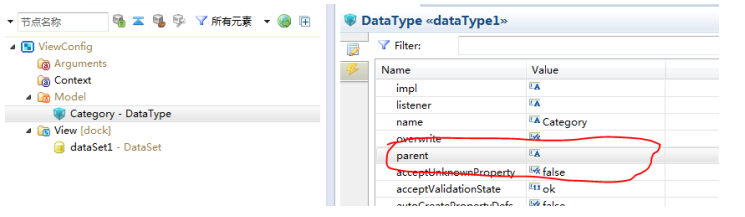 节点名称
所有元素
ViewConfig
Arguments
Context
Model
Category - DataType
View [dock]
dataSet1 - DataSet
DataType «dataType1»
Filter:
Name Value
impl
listener
name Category
overwrite
parent
acceptUnknownProperty false
acceptValidationState ok
autoCreatePropertyDefs false